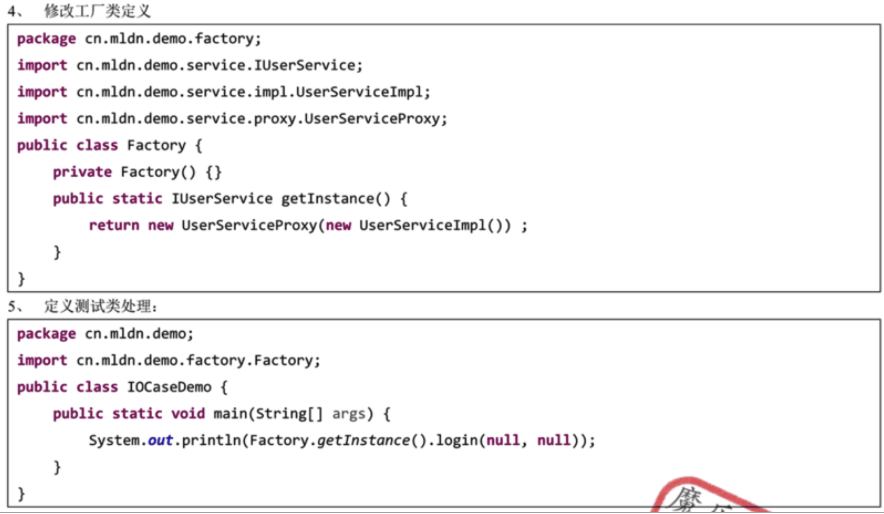 4、 修改工厂类定义
package cn.mldn.demo.factory;
import cn.mldn.demo.service.IUserService;
import cn.mldn.demo.service.impl.UserServiceImpl;
import cn.mldn.demo.service.proxy.UserServiceProxy;
public class Factory {
    private Factory() {}
    public static IUserService getInstance() {
        return new UserServiceProxy(new UserServiceImpl()) ;
    }
}
5、 定义测试类处理：
package cn.mldn.demo;
import cn.mldn.demo.factory.Factory;
public class IOCaseDemo {
    public static void main(String[] args) {
        System.out.println(Factory.getInstance().login(null, null));
    }
}
魔